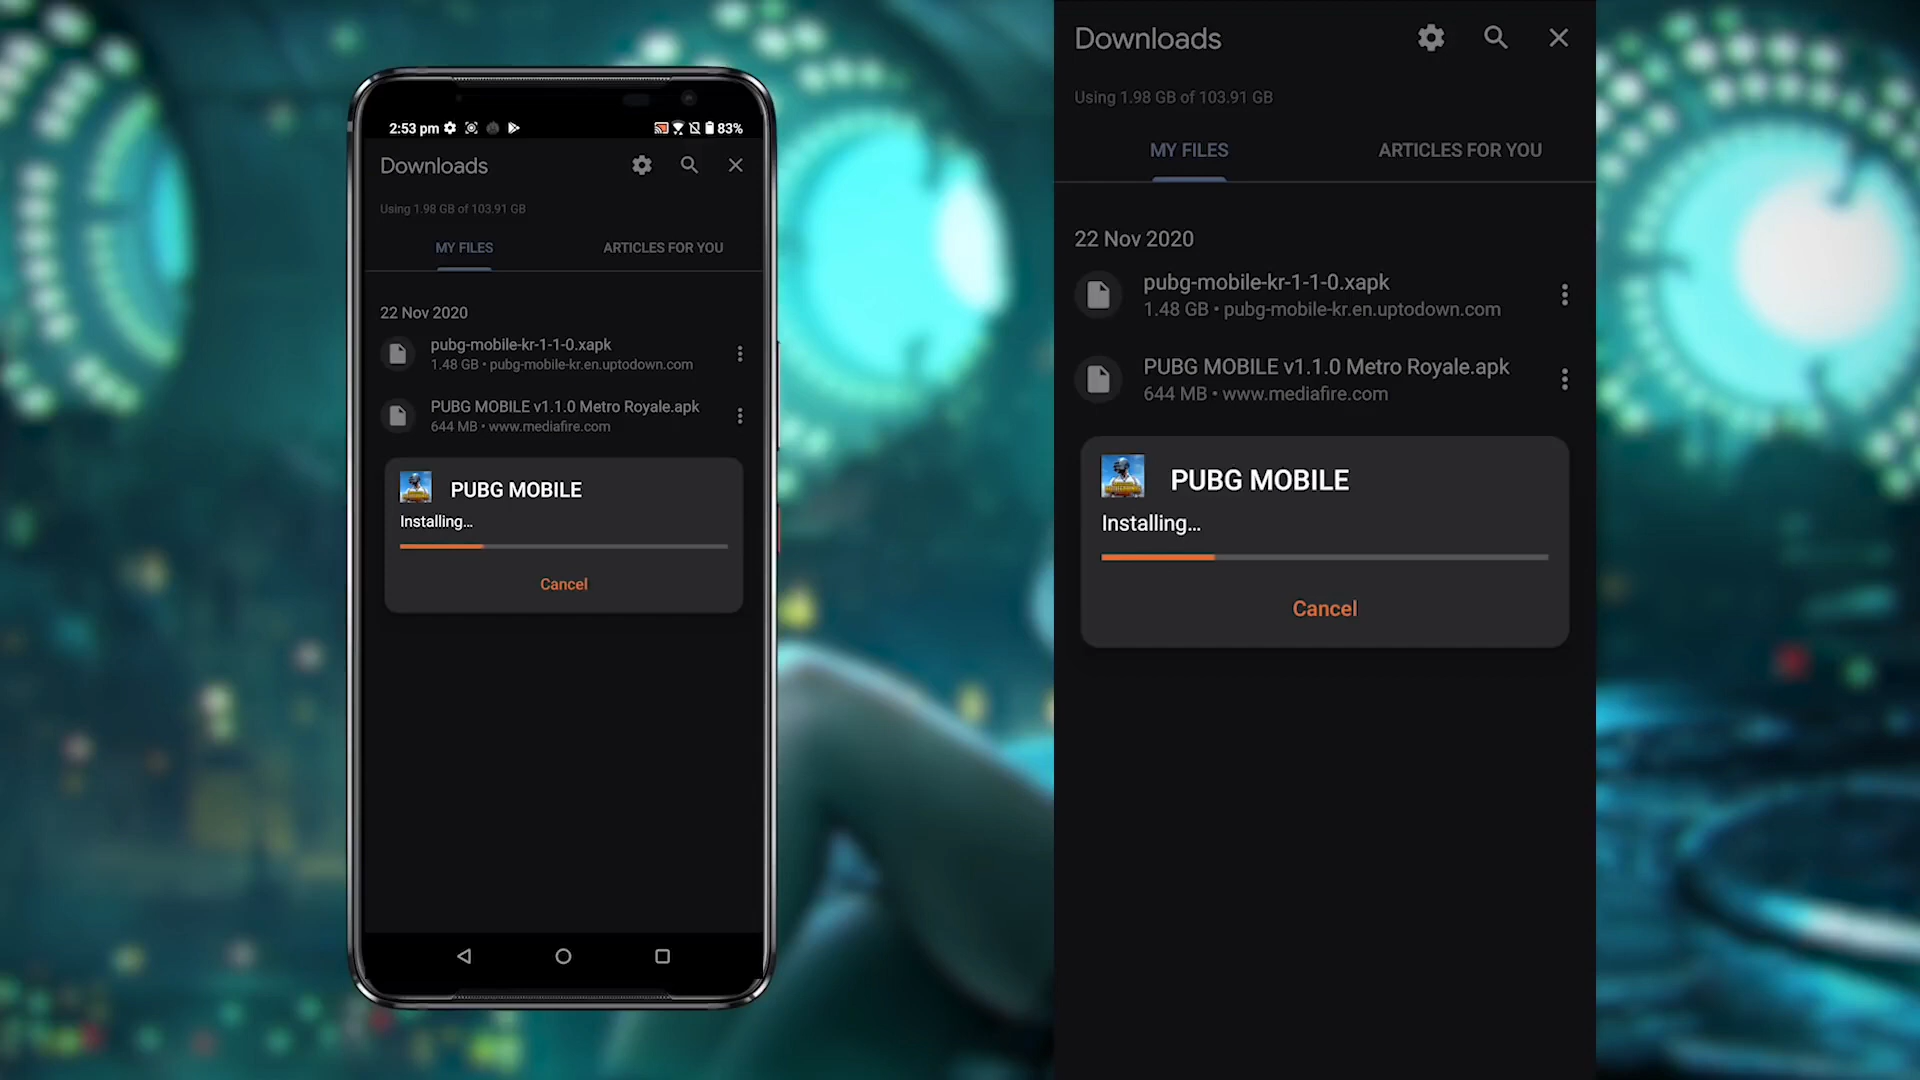 2:53 pm
83%
Downloads
Using 1.98 GB of 103.91 GB
MY FILES
ARTICLES FOR YOU
22 Nov 2020
pubg-mobile-kr-1-1-0.xapk
1.48 GB • pubg-mobile-kr.en.uptodown.com
PUBG MOBILE v1.1.0 Metro Royale.apk
644 MB • www.mediafire.com
PUBG MOBILE
Installing...
Cancel
Downloads
Using 1.98 GB of 103.91 GB
MY FILES
ARTICLES FOR YOU
22 Nov 2020
pubg-mobile-kr-1-1-0.xapk
1.48 GB • pubg-mobile-kr.en.uptodown.com
PUBG MOBILE v1.1.0 Metro Royale.apk
644 MB • www.mediafire.com
PUBG MOBILE
Installing...
Cancel